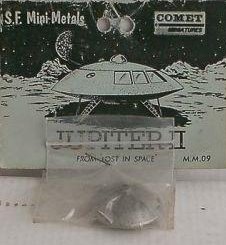 S.F. Mini-Metals
COMET
MINIATURES
JUPITER II
FROM "LOST IN SPACE"
M.M.09